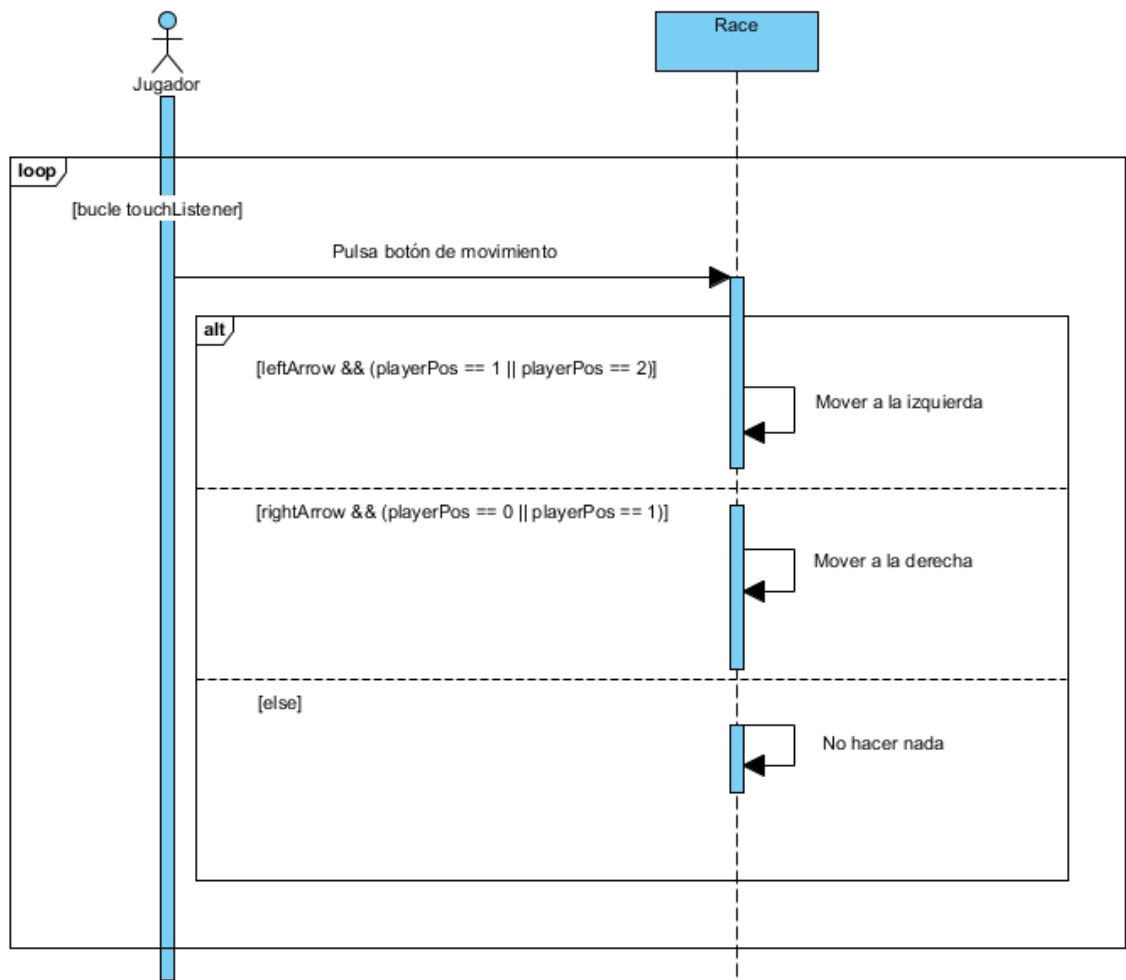 Race
Jugador
loop
[bucle touchListener]
Pulsa botón de movimiento
alt
[leftArrow && (playerPos == 1 || playerPos == 2)]
Mover a la izquierda
[rightArrow && (playerPos == 0 || playerPos == 1)]
Mover a la derecha
[else]
No hacer nada